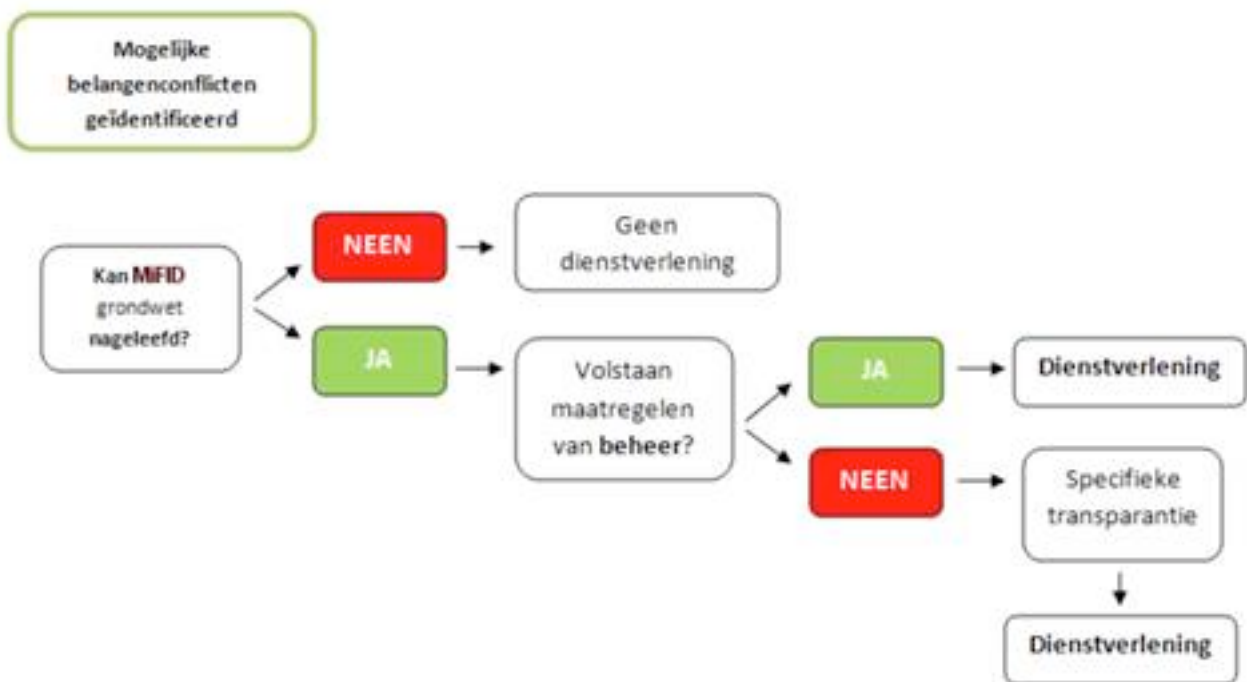 Mogelijke
belangenconflicten
geïdentificeerd
NEEN
Geen
dienstverlening
Kan MiFID
grondwet
nageleefd?
JA
Volstaan
maatregelen
van beheer?
JA
Dienstverlening
NEEN
Specifieke
transparantie
Dienstverlening